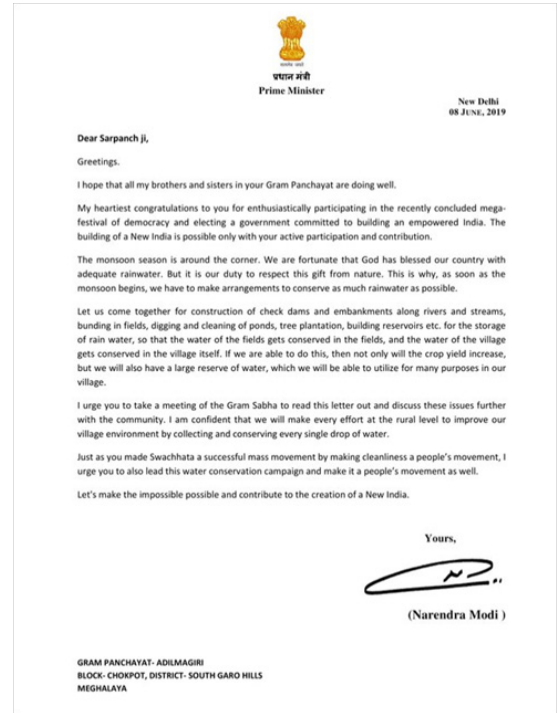 प्रधान मंत्री
Prime Minister
New Delhi
08 JUNE, 2019
Dear Sarpanch ji,
Greetings.
I hope that all my brothers and sisters in your Gram Panchayat are doing well.
My heartiest congratulations to you for enthusiastically participating in the recently concluded mega-
festival of democracy and electing a government committed to building an empowered India. The
building of a New India is possible only with your active participation and contribution.
The monsoon season is around the corner. We are fortunate that God has blessed our country with
adequate rainwater. But it is our duty to respect this gift from nature. This is why, as soon as the
monsoon begins, we have to make arrangements to conserve as much rainwater as possible.
Let us come together for construction of check dams and embankments along rivers and streams,
bunding in fields, digging and cleaning of ponds, tree plantation, building reservoirs etc. for the storage
of rain water, so that the water of the fields gets conserved in the fields, and the water of the village
gets conserved in the village itself. If we are able to do this, then not only will the crop yield increase,
but we will also have a large reserve of water, which we will be able to utilize for many purposes in our
village.
I urge you to take a meeting of the Gram Sabha to read this letter out and discuss these issues further
with the community. I am confident that we will make every effort at the rural level to improve our
village environment by collecting and conserving every single drop of water.
Just as you made Swachhata a successful mass movement by making cleanliness a people's movement, I
urge you to also lead this water conservation campaign and make it a people's movement as well.
Let's make the impossible possible and contribute to the creation of a New India.
Yours,
(Narendra Modi )
GRAM PANCHAYAT- ADILMAGIRI
BLOCK- CHOKPOT, DISTRICT- SOUTH GARO HILLS
MEGHALAYA